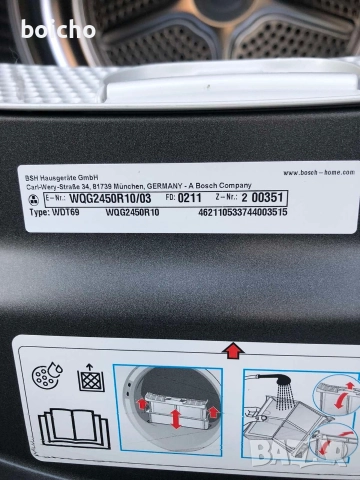 boicho
BSH Hausgeräte GmbH
Carl-Wery-Straße 34, 81739 München, GERMANY - A Bosch Company
www.bosch-home.com
E-Nr.: WQG2450R10/03 FD: 0211 Z-Nr.: 2 00351
Type: WDT69 WQG2450R10 462110533744003515
BAZAR